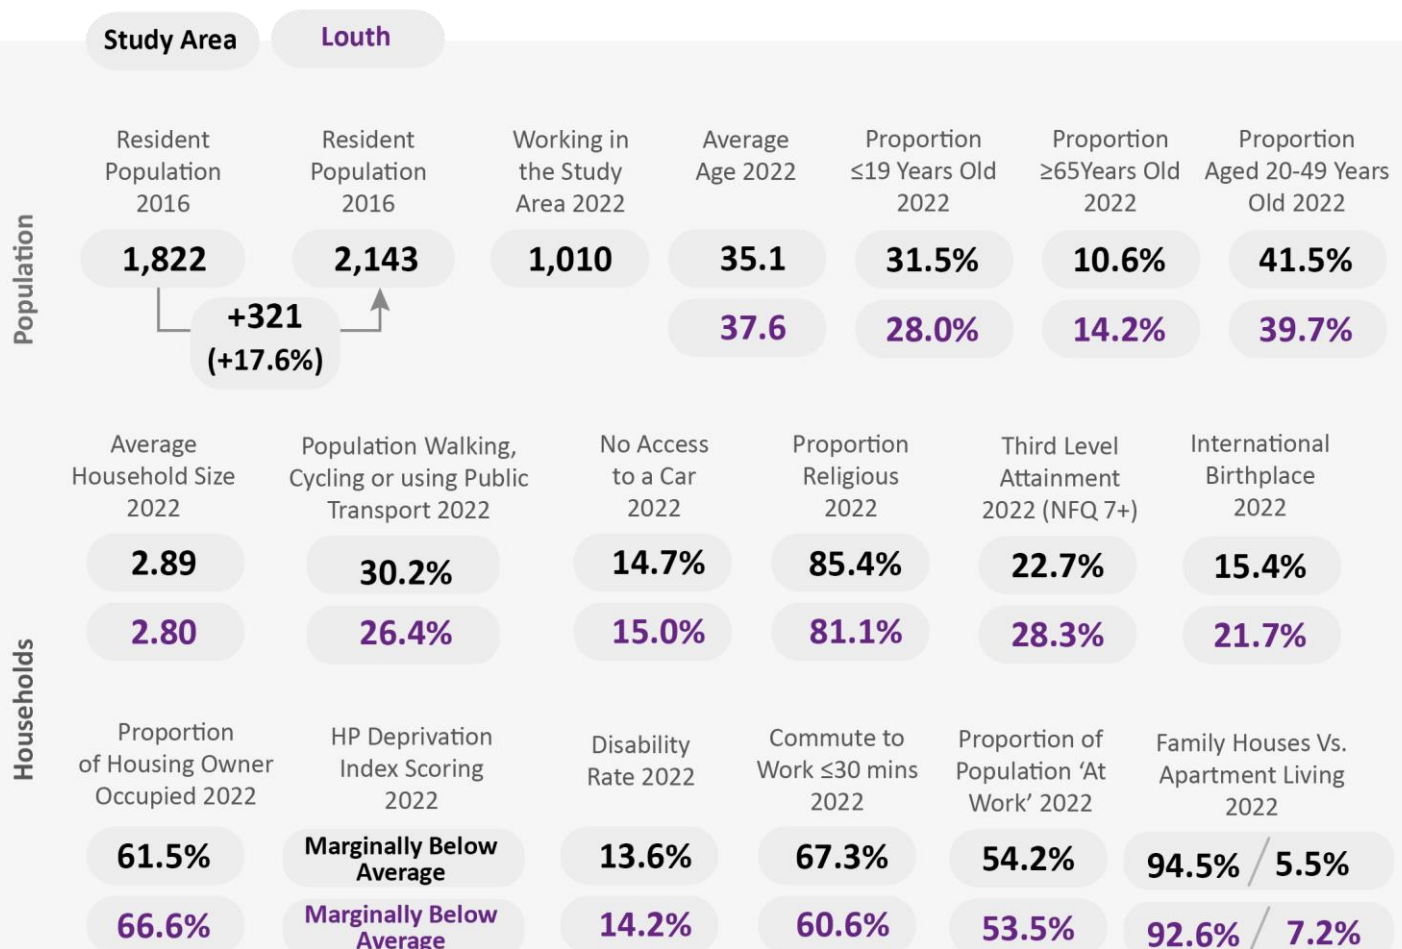 Study Area
Louth
Population
Resident
Population
2016
Resident
Population
2016
Working in
the Study
Area 2022
Average
Age 2022
Proportion
≤19 Years Old
2022
Proportion
≥65Years Old
2022
Proportion
Aged 20-49 Years
Old 2022
1,822
2,143
1,010
35.1
31.5%
10.6%
41.5%
+321
(+17.6%)
37.6
28.0%
14.2%
39.7%
Households
Average
Household Size
2022
Population Walking,
Cycling or using Public
Transport 2022
No Access
to a Car
2022
Proportion
Religious
2022
Third Level
Attainment
2022 (NFQ 7+)
International
Birthplace
2022
2.89
30.2%
14.7%
85.4%
22.7%
15.4%
2.80
26.4%
15.0%
81.1%
28.3%
21.7%
Proportion
of Housing Owner
Occupied 2022
HP Deprivation
Index Scoring
2022
Disability
Rate 2022
Commute to
Work ≤30 mins
2022
Proportion of
Population ‘At
Work’ 2022
Family Houses Vs.
Apartment Living
2022
61.5%
Marginally Below
Average
13.6%
67.3%
54.2%
94.5% / 5.5%
66.6%
Marginally Below
Average
14.2%
60.6%
53.5%
92.6% / 7.2%